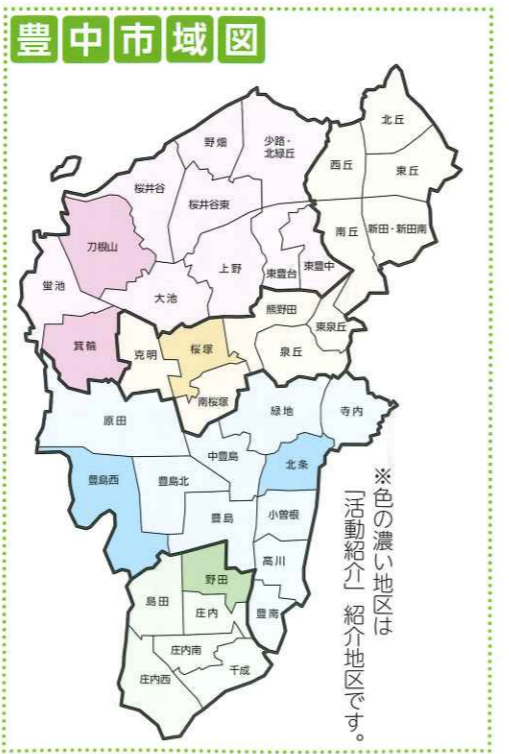 豊中市域図
北丘
野畑
少路・
北緑丘
西丘
東丘
桜井谷
桜井谷東
南丘
新田・新田南
刀根山
上野
東豊台
東豊中
蛍池
大池
熊野田
東泉丘
箕輪
克明
桜塚
泉丘
南桜塚
原田
緑地
寺内
中豊島
北条
豊島西
豊島北
豊島
小曽根
高川
野田
島田
庄内
豊南
庄内南
千成
庄内西
※色の濃い地区は
「活動紹介」紹介地区です。